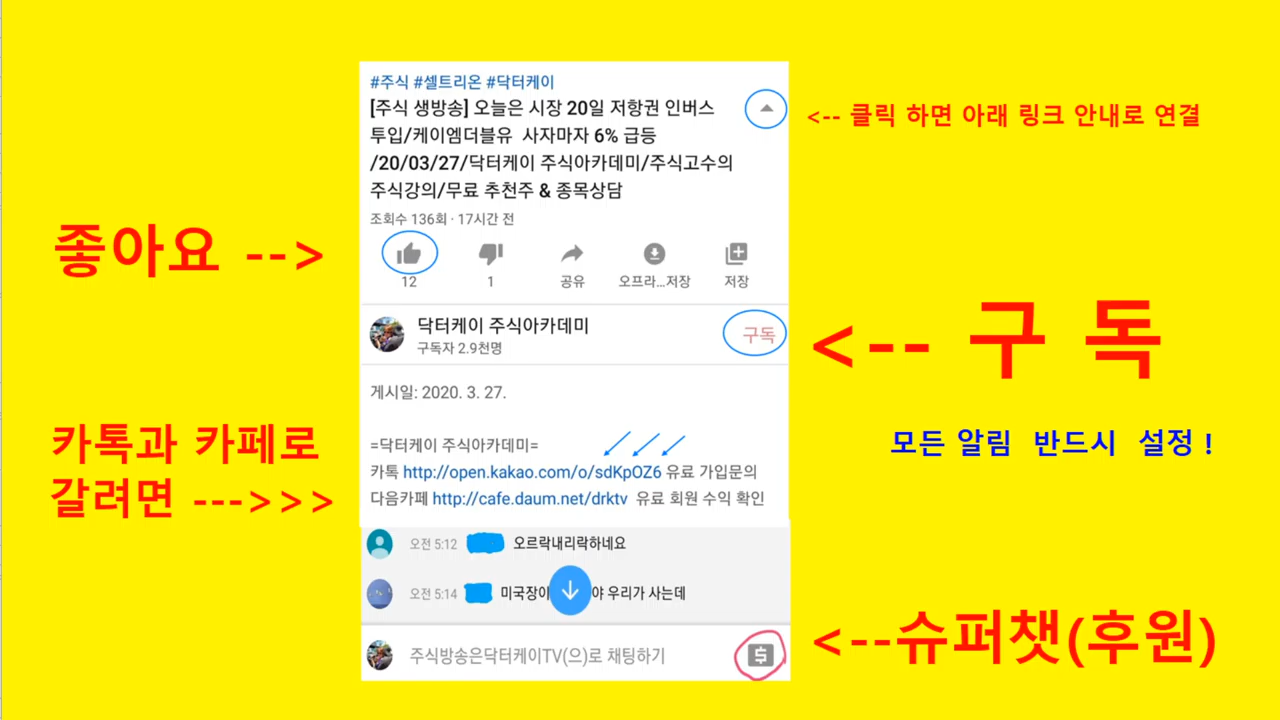 #주식 #셀트리온 #닥터케이
[주식 생방송] 오늘은 시장 20일 저항권 인버스
투입/케이엠더블유 사자마자 6% 급등
/20/03/27/닥터케이 주식아카데미/주식고수의
주식강의/무료 추천주 & 종목상담
<-- 클릭 하면 아래 링크 안내로 연결
조회수 136회 · 17시간 전
좋아요 -->
12
1
공유
오프라...저장
저장
닥터케이 주식아카데미
구독자 2.9천명
구독
<-- 구 독
게시일: 2020. 3. 27.
모든 알림 반드시 설정 !
카톡과 카페로
갈려면 --->>>
=닥터케이 주식아카데미=
카톡 http://open.kakao.com/o/sdKpOZ6 유료 가입문의
다음카페 http://cafe.daum.net/drktv 유료 회원 수익 확인
오전 5:12 오르락내리락하네요
오전 5:14 미국장이 야 우리가 사는데
주식방송은닥터케이TV(으)로 채팅하기
<--슈퍼챗(후원)